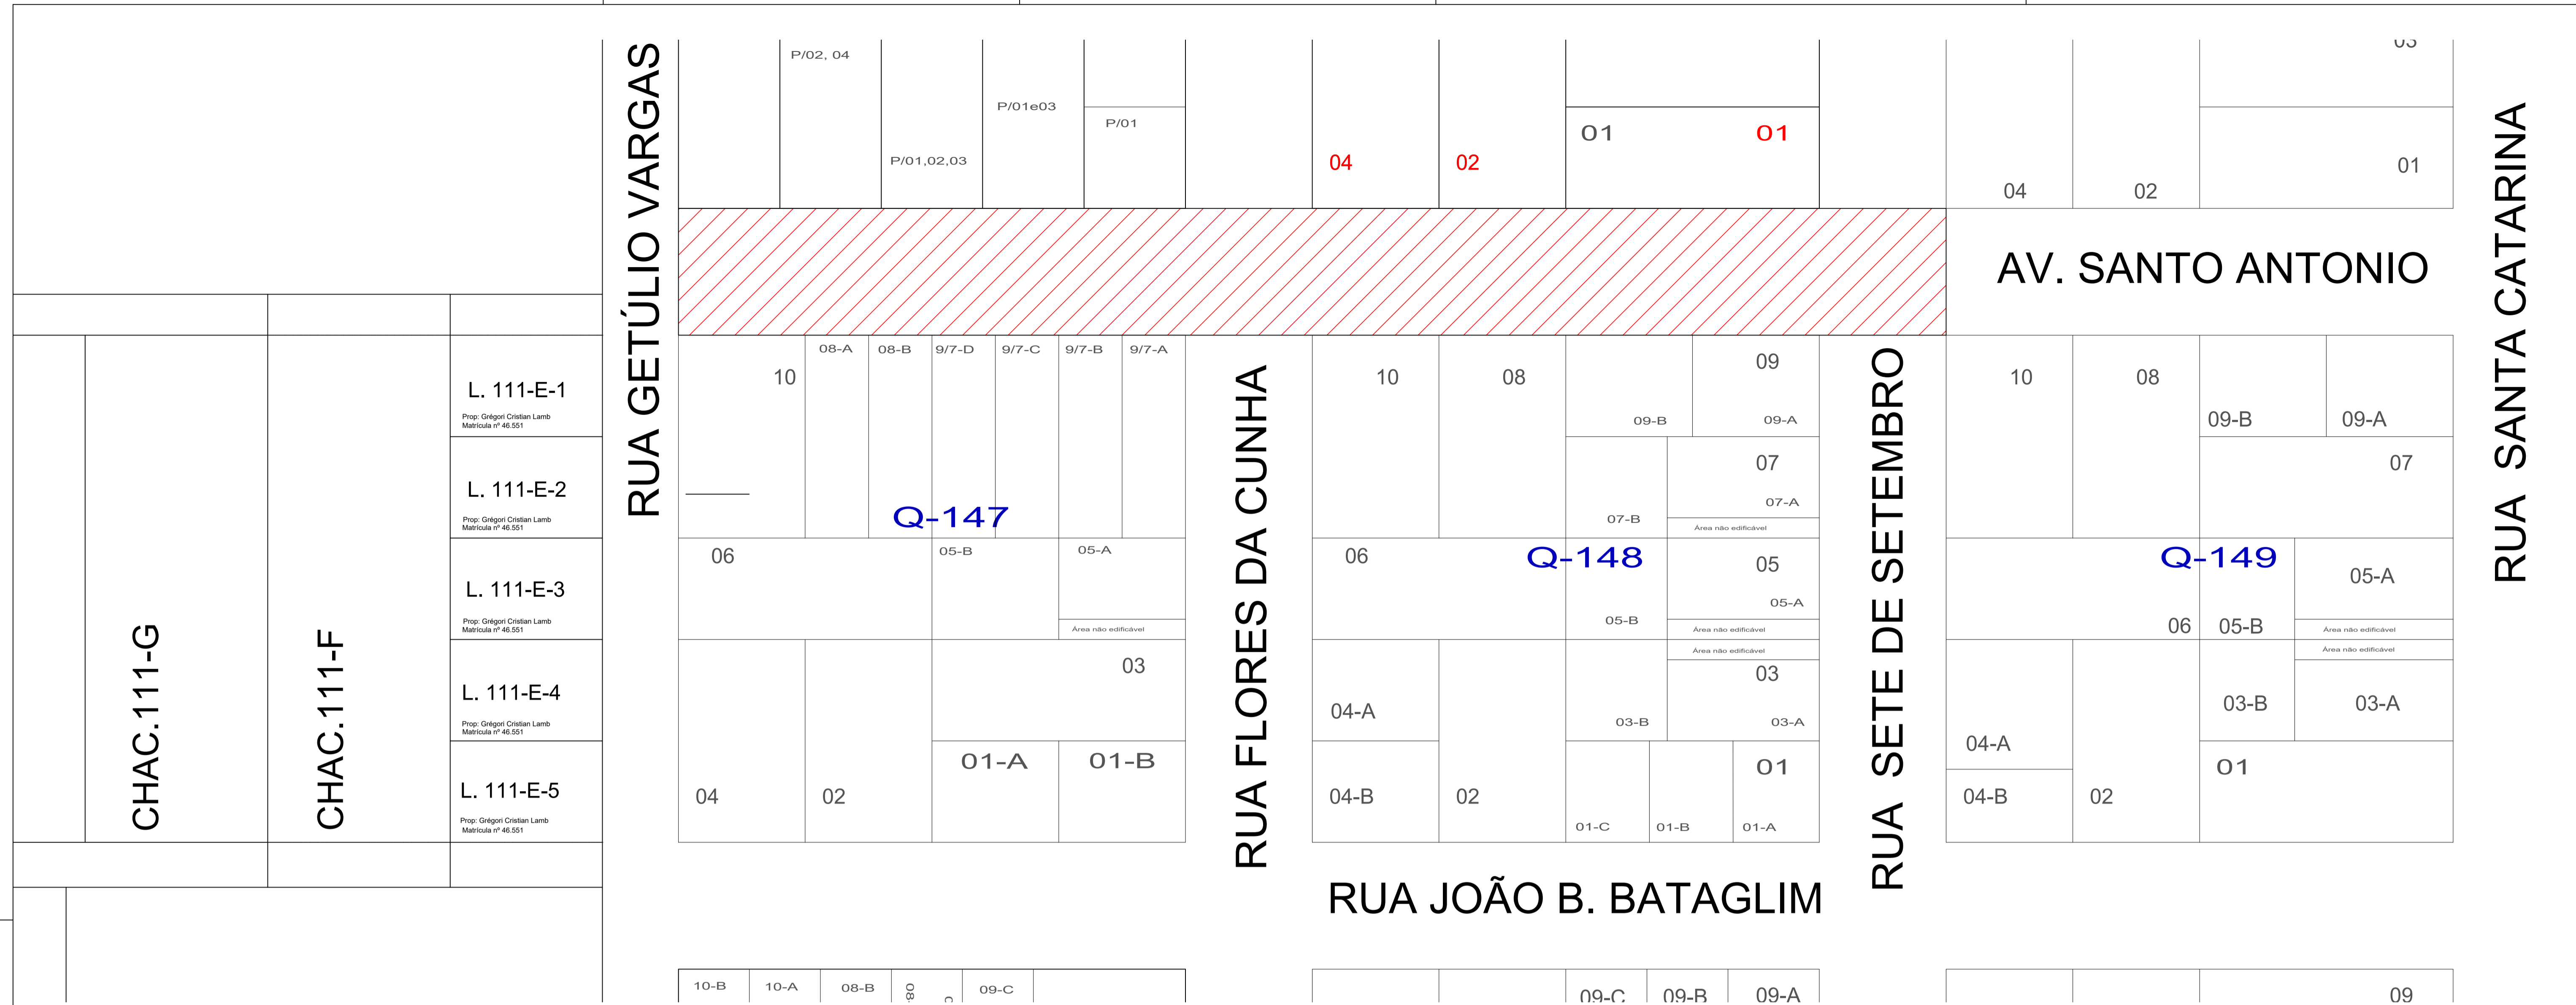 RUA GETÚLIO VARGAS
P/02, 04
P/01,02,03
P/01e03
P/01
04
02
01
01
04
02
03
01
RUA SANTA CATARINA
AV. SANTO ANTONIO
CHAC.111-G
CHAC.111-F
L. 111-E-1
Prop: Grégori Cristian Lamb
Matrícula nº 46.551
L. 111-E-2
Prop: Grégori Cristian Lamb
Matrícula nº 46.551
L. 111-E-3
Prop: Grégori Cristian Lamb
Matrícula nº 46.551
L. 111-E-4
Prop: Grégori Cristian Lamb
Matrícula nº 46.551
L. 111-E-5
Prop: Grégori Cristian Lamb
Matrícula nº 46.551
10
08-A
08-B
9/7-D
9/7-C
9/7-B
9/7-A
Q-147
06
05-B
05-A
Área não edificável
03
01-A
01-B
04
02
RUA FLORES DA CUNHA
10
08
09
09-B
09-A
07
07-A
07-B
Área não edificável
06
Q-148
05
05-A
05-B
Área não edificável
Área não edificável
03
04-A
03-B
03-A
01
04-B
02
01-C
01-B
01-A
RUA SETE DE SETEMBRO
10
08
09-B
09-A
07
Q-149
05-A
06
05-B
Área não edificável
Área não edificável
03-B
03-A
04-A
01
04-B
02
RUA JOÃO B. BATAGLIM
10-B
10-A
08-B
08-
09-C
09-C
09-B
09-A
09